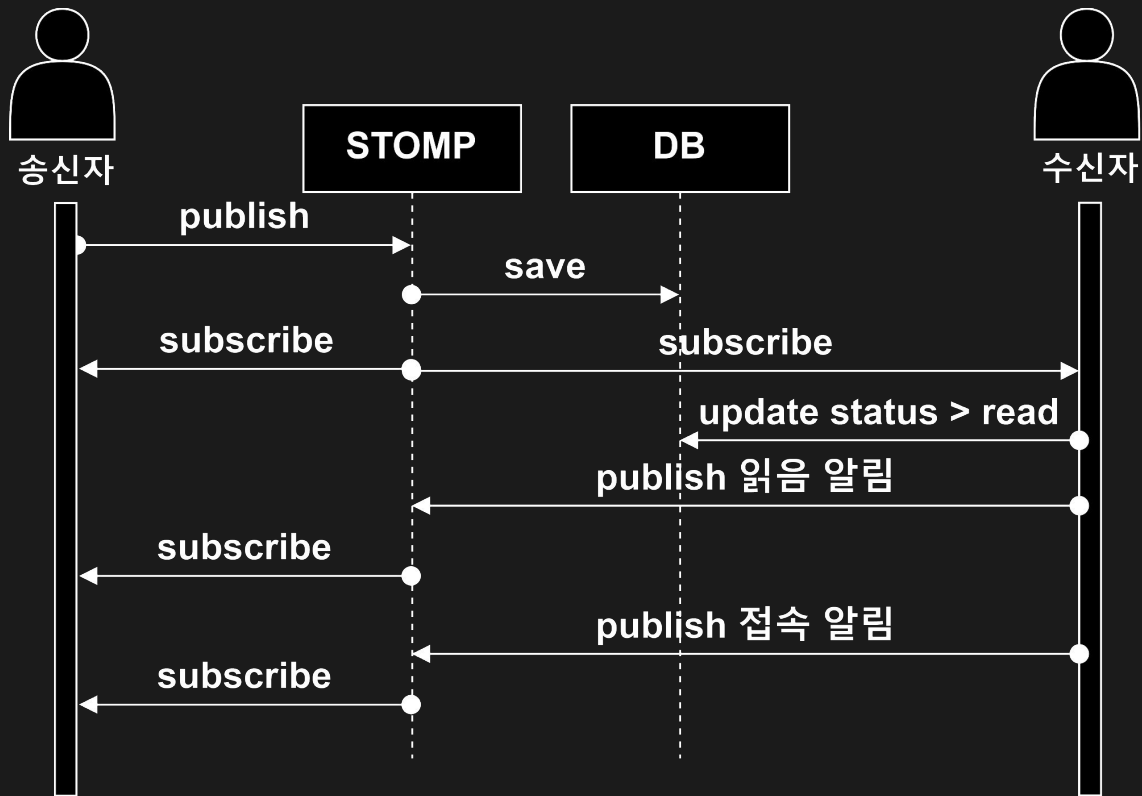 STOMP
DB
송신자
수신자
publish
save
subscribe
subscribe
update status > read
publish 읽음 알림
subscribe
publish 접속 알림
subscribe